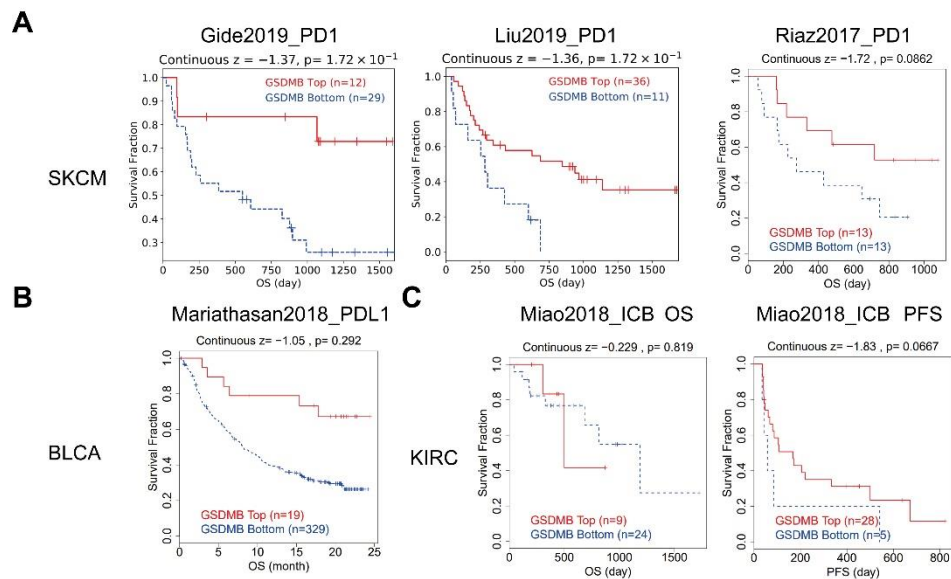 A
Gide2019_PD1
Continuous z = −1.37, p= 1.72 × 10⁻¹
GSDMB Top (n=12)
GSDMB Bottom (n=29)
Survival Fraction
1.0
0.9
0.8
0.7
0.6
0.5
0.4
0.3
0 250 500 750 1000 1250 1500
OS (day)
Liu2019_PD1
Continuous z = −1.36, p= 1.72 × 10⁻¹
GSDMB Top (n=36)
GSDMB Bottom (n=11)
Survival Fraction
1.0
0.8
0.6
0.4
0.2
0.0
0 250 500 750 1000 1250 1500
OS (day)
Riaz2017_PD1
Continuous z= −1.72 , p= 0.0862
Survival Fraction
1.0
0.8
0.6
0.4
0.2
0.0
GSDMB Top (n=13)
GSDMB Bottom (n=13)
0 200 400 600 800 1000
OS (day)
SKCM
B
Mariathasan2018_PDL1
Continuous z= −1.05 , p= 0.292
Survival Fraction
1.0
0.8
0.6
0.4
0.2
0.0
GSDMB Top (n=19)
GSDMB Bottom (n=329)
0 5 10 15 20 25
OS (month)
BLCA
C
Miao2018_ICB OS
Continuous z= −0.229 , p= 0.819
Survival Fraction
1.0
0.8
0.6
0.4
0.2
0.0
GSDMB Top (n=9)
GSDMB Bottom (n=24)
0 500 1000 1500
OS (day)
Miao2018_ICB PFS
Continuous z= −1.83 , p= 0.0667
Survival Fraction
1.0
0.8
0.6
0.4
0.2
0.0
GSDMB Top (n=28)
GSDMB Bottom (n=5)
0 200 400 600 800
PFS (day)
KIRC